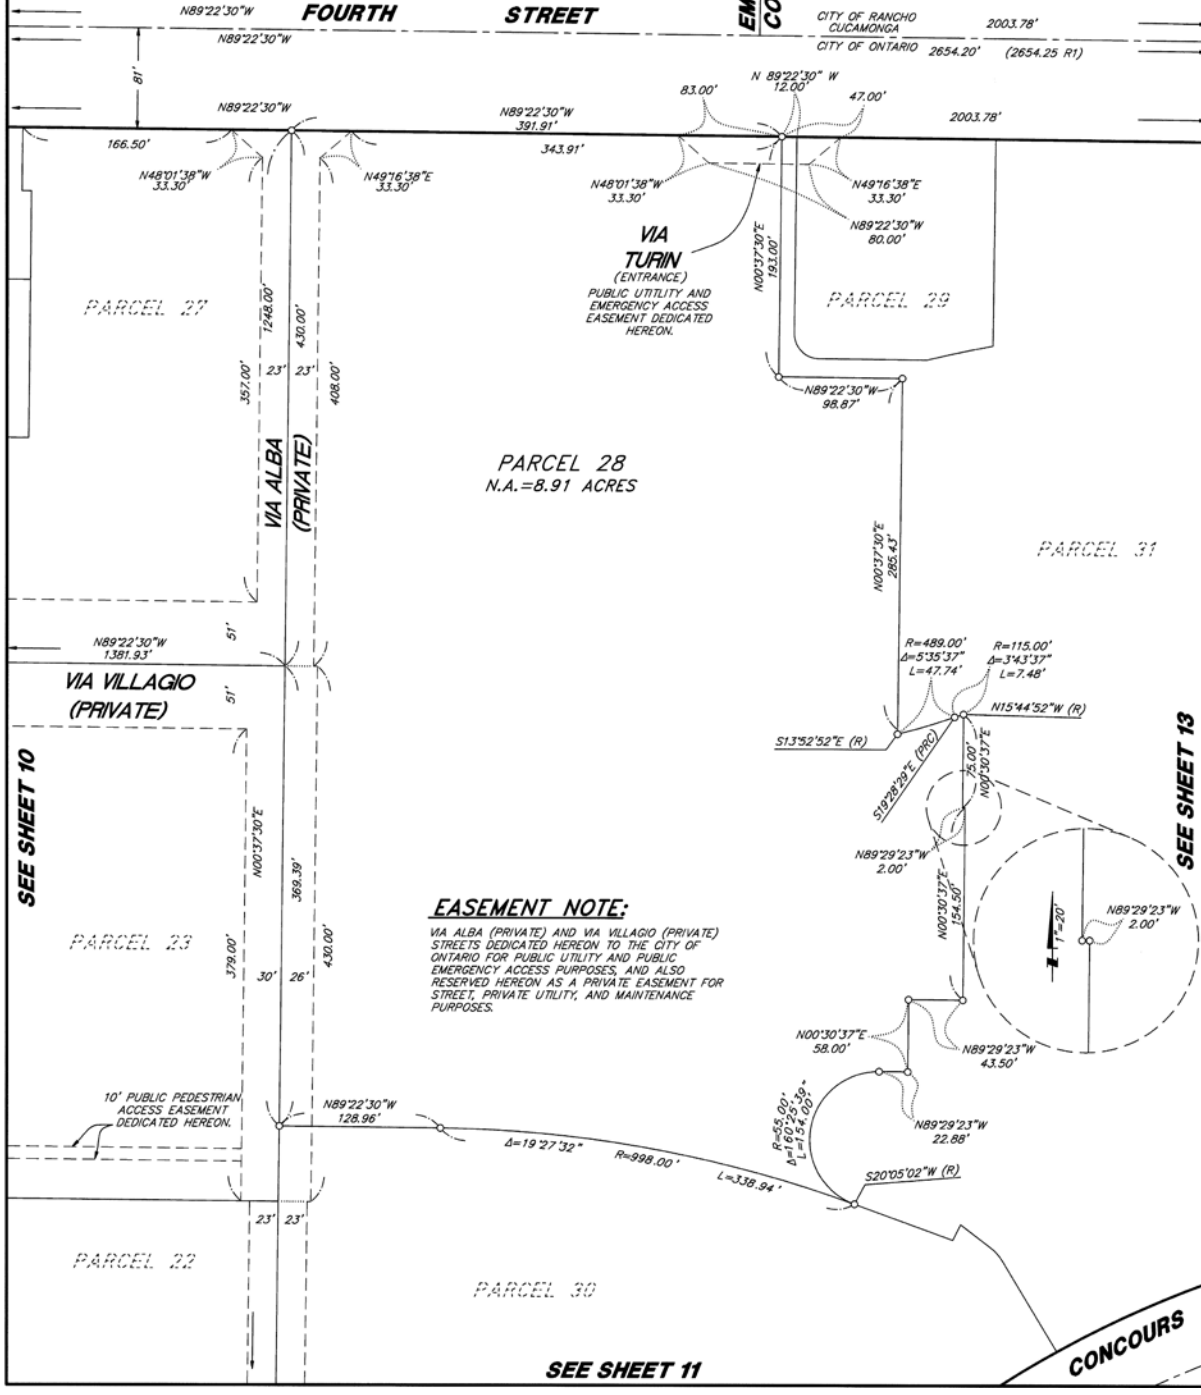 N89°22'30"W
FOURTH STREET
EM
CO
CITY OF RANCHO
CUCAMONGA
2003.78'
N89°22'30"W
CITY OF ONTARIO 2654.20' (2654.25 R1)
81'
N89°22'30"W
N89°22'30"W
391.91'
83.00'
N 89°22'30" W
12.00'
47.00'
2003.78'
166.50'
343.91'
N48°01'38"W
33.30'
N49°16'38"E
33.30'
N48°01'38"W
33.30'
N49°16'38"E
33.30'
N89°22'30"W
80.00'
VIA
TURIN
(ENTRANCE)
PUBLIC UTITLITY AND
EMERGENCY ACCESS
EASEMENT DEDICATED
HEREON.
N00°37'30"E
193.00'
PARCEL 27
PARCEL 29
1248.00'
430.00'
357.00'
23' 23'
408.00'
N89°22'30"W
98.87'
VIA ALBA
(PRIVATE)
PARCEL 28
N.A.=8.91 ACRES
N00°37'30"E
285.43'
PARCEL 31
51'
N89°22'30"W
1381.93'
VIA VILLAGIO
(PRIVATE)
51'
R=489.00'
Δ=5°35'37"
L=47.74'
R=115.00'
Δ=3°43'37"
L=7.48'
N15°44'52"W (R)
S13°52'52"E (R)
S19°28'29"E (PRC)
75.00'
N00°30'37"E
SEE SHEET 10
SEE SHEET 13
N89°29'23"W
2.00'
N00°37'30"E
369.39'
N00°30'37"E
154.50'
N89°29'23"W
2.00'
1"=20'
EASEMENT NOTE:
VIA ALBA (PRIVATE) AND VIA VILLAGIO (PRIVATE)
STREETS DEDICATED HEREON TO THE CITY OF
ONTARIO FOR PUBLIC UTILITY AND PUBLIC
EMERGENCY ACCESS PURPOSES, AND ALSO
RESERVED HEREON AS A PRIVATE EASEMENT FOR
STREET, PRIVATE UTILITY, AND MAINTENANCE
PURPOSES.
PARCEL 23
379.00'
430.00'
30' 26'
N00°30'37"E
58.00'
N89°29'23"W
43.50'
10' PUBLIC PEDESTRIAN
ACCESS EASEMENT
DEDICATED HEREON.
N89°22'30"W
128.96'
Δ=19°27'32"
R=998.00'
L=338.94'
R=55.00'
Δ=160°25'39"
L=154.00'
N89°29'23"W
22.88'
S20°05'02"W (R)
23' 23'
PARCEL 22
PARCEL 30
SEE SHEET 11
CONCOURS